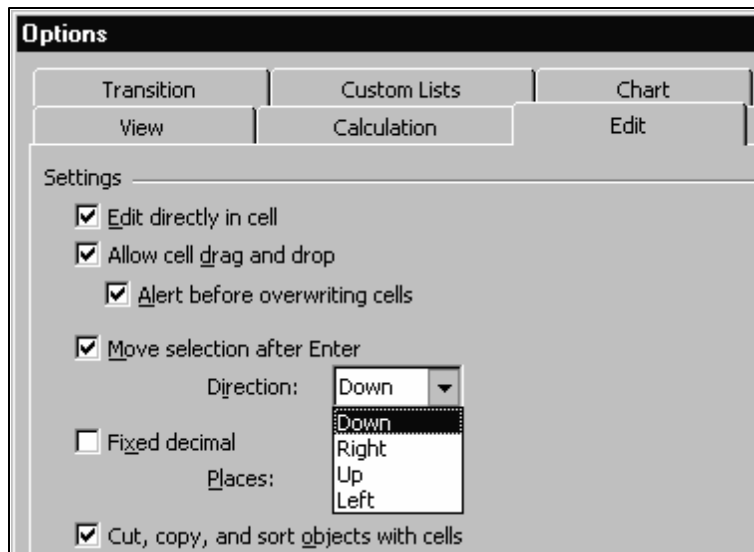 Options
Transition Custom Lists Chart
View Calculation Edit
Settings
Edit directly in cell
Allow cell drag and drop
Alert before overwriting cells
Move selection after Enter
Direction: Down
Down
Fixed decimal
Right
Up
Places:
Left
Cut, copy, and sort objects with cells